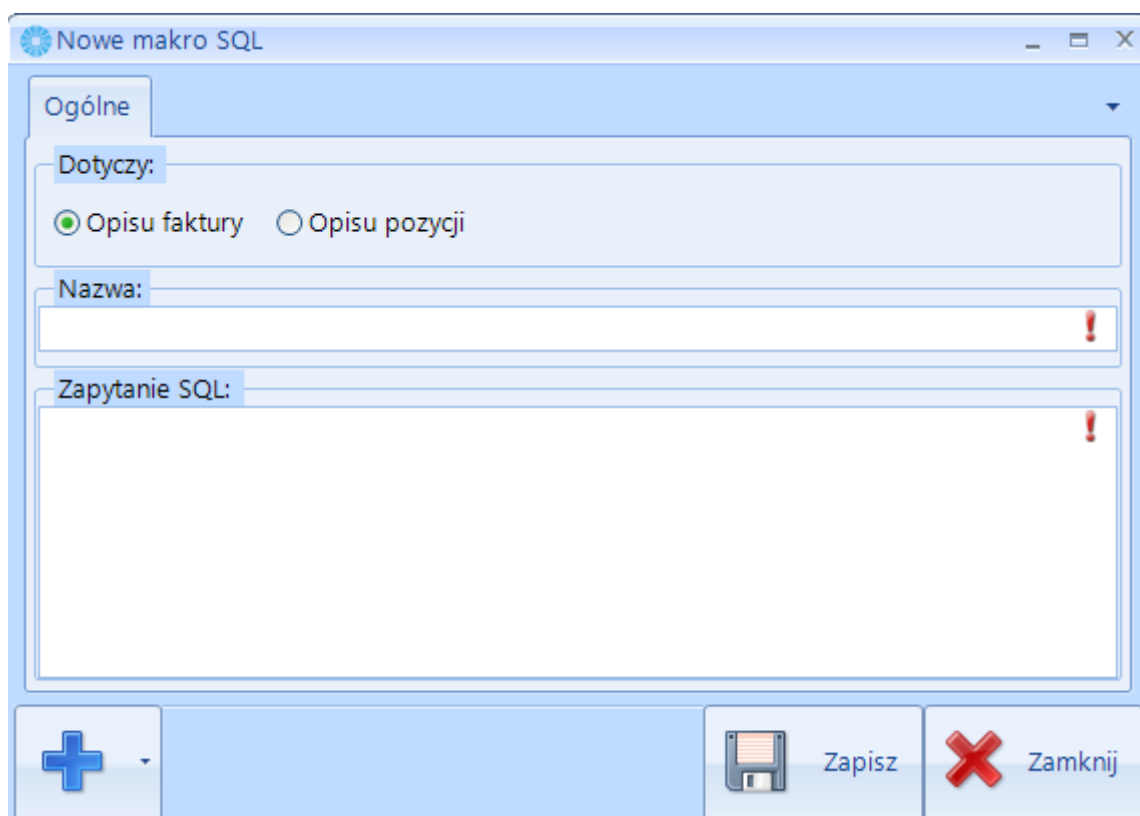 Nowe makro SQL
Ogólne
Dotyczy:
Opisu faktury Opisu pozycji
Nazwa:
Zapytanie SQL:
Zapisz Zamknij